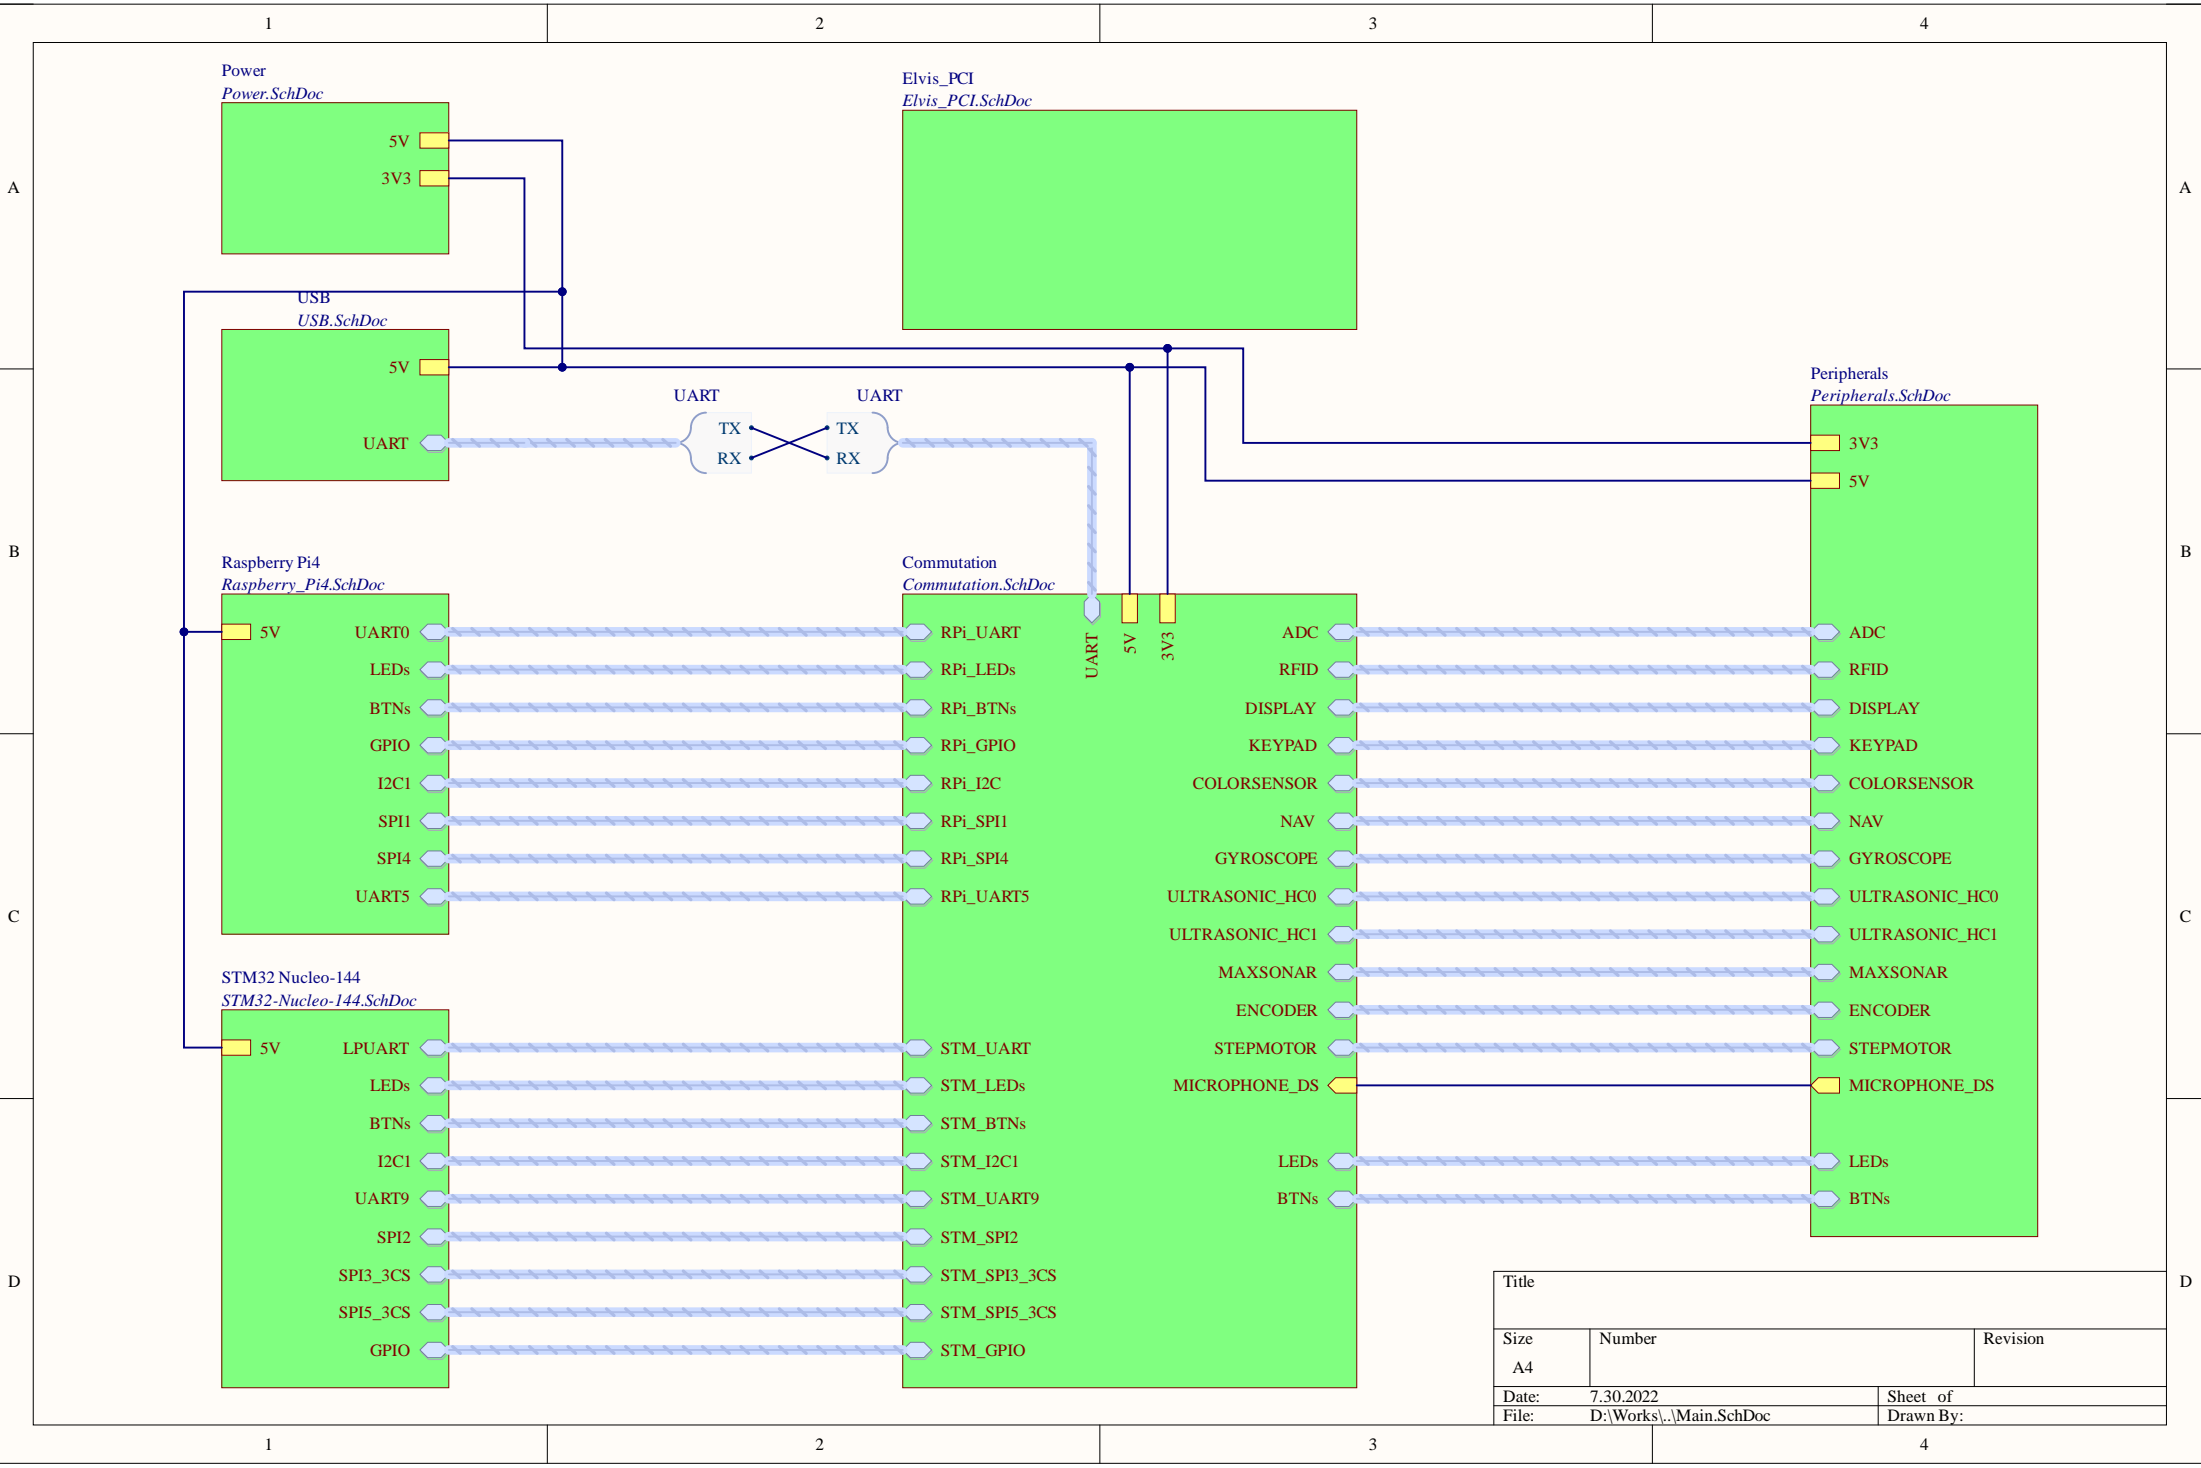 1 2 3 4
A A
B B
C C
D D
Power
Power.SchDoc
5V
3V3
Elvis_PCI
Elvis_PCI.SchDoc
USB
USB.SchDoc
5V
UART
UART
TX
RX
UART
TX
RX
Raspberry Pi4
Raspberry_Pi4.SchDoc
5V UART0
LEDs
BTNs
GPIO
I2C1
SPI1
SPI4
UART5
STM32 Nucleo-144
STM32-Nucleo-144.SchDoc
5V LPUART
LEDs
BTNs
I2C1
UART9
SPI2
SPI3_3CS
SPI5_3CS
GPIO
Commutation
Commutation.SchDoc
UART
5V
3V3
RPi_UART
RPi_LEDs
RPi_BTNs
RPi_GPIO
RPi_I2C
RPi_SPI1
RPi_SPI4
RPi_UART5
STM_UART
STM_LEDs
STM_BTNs
STM_I2C1
STM_UART9
STM_SPI2
STM_SPI3_3CS
STM_SPI5_3CS
STM_GPIO
ADC
RFID
DISPLAY
KEYPAD
COLORSENSOR
NAV
GYROSCOPE
ULTRASONIC_HC0
ULTRASONIC_HC1
MAXSONAR
ENCODER
STEPMOTOR
MICROPHONE_DS
LEDs
BTNs
Peripherals
Peripherals.SchDoc
3V3
5V
ADC
RFID
DISPLAY
KEYPAD
COLORSENSOR
NAV
GYROSCOPE
ULTRASONIC_HC0
ULTRASONIC_HC1
MAXSONAR
ENCODER
STEPMOTOR
MICROPHONE_DS
LEDs
BTNs
Title
Size Number Revision
A4
Date: 7.30.2022 Sheet of
File: D:\Works\..\Main.SchDoc Drawn By:
1 2 3 4